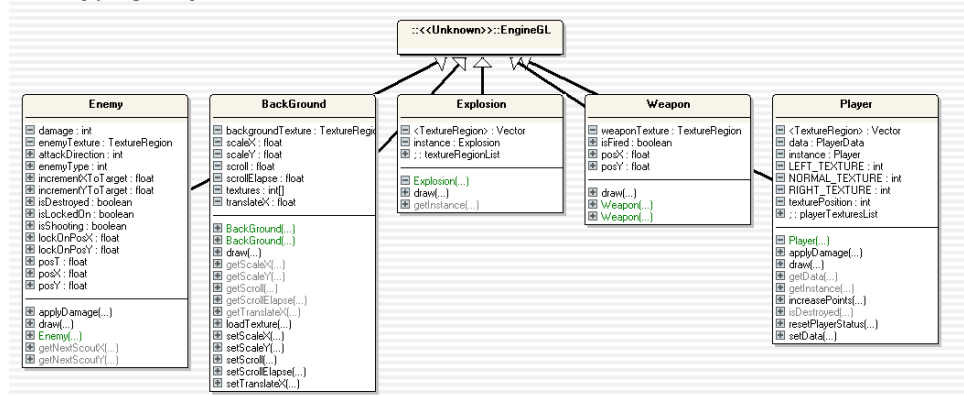 ::<<Unknown>>::EngineGL
Enemy
damage : int
enemyTexture : TextureRegion
attackDirection : int
enemyType : int
incrementXToTarget : float
incrementYToTarget : float
isDestroyed : boolean
isLockedOn : boolean
isShooting : boolean
lockOnPosX : float
lockOnPosY : float
posT : float
posX : float
posY : float
applyDamage(...)
draw(...)
Enemy(...)
getNextScoutX(...)
getNextScoutY(...)
BackGround
backgroundTexture : TextureRegio
scaleX : float
scaleY : float
scroll : float
scrollElapse : float
textures : int[]
translateX : float
BackGround(...)
BackGround(...)
draw(...)
getScaleX(...)
getScaleY(...)
getScroll(...)
getScrollElapse(...)
getTranslateX(...)
loadTexture(...)
setScaleX(...)
setScaleY(...)
setScroll(...)
setScrollElapse(...)
setTranslateX(...)
Explosion
<TextureRegion> : Vector
instance : Explosion
; : textureRegionList
Explosion(...)
draw(...)
getInstance(...)
Weapon
weaponTexture : TextureRegion
isFired : boolean
posX : float
posY : float
draw(...)
Weapon(...)
Weapon(...)
Player
<TextureRegion> : Vector
data : PlayerData
instance : Player
LEFT_TEXTURE : int
NORMAL_TEXTURE : int
RIGHT_TEXTURE : int
texturePosition : int
; : playerTexturesList
Player(...)
applyDamage(...)
draw(...)
getData(...)
getInstance(...)
increasePoints(...)
isDestroyed(...)
resetPlayerStatus(...)
setData(...)